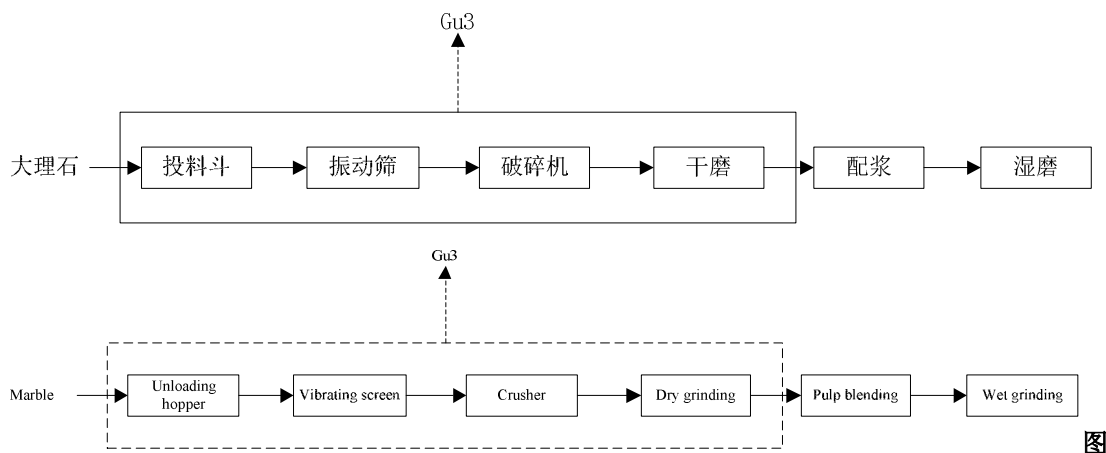 Gu3
大理石 投料斗 振动筛 破碎机 干磨 配浆 湿磨
Gu3
Marble Unloading hopper Vibrating screen Crusher Dry grinding Pulp blending Wet grinding
图